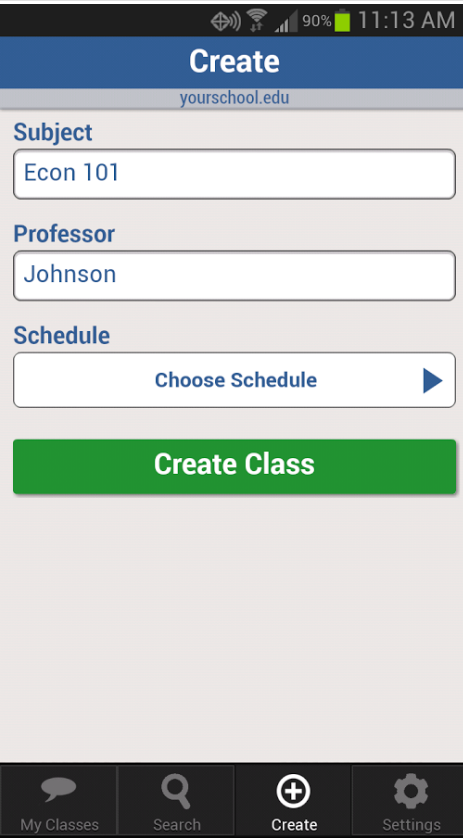 90% 11:13 AM
Create
yourschool.edu
Subject
Econ 101
Professor
Johnson
Schedule
Choose Schedule
Create Class
My Classes Search Create Settings